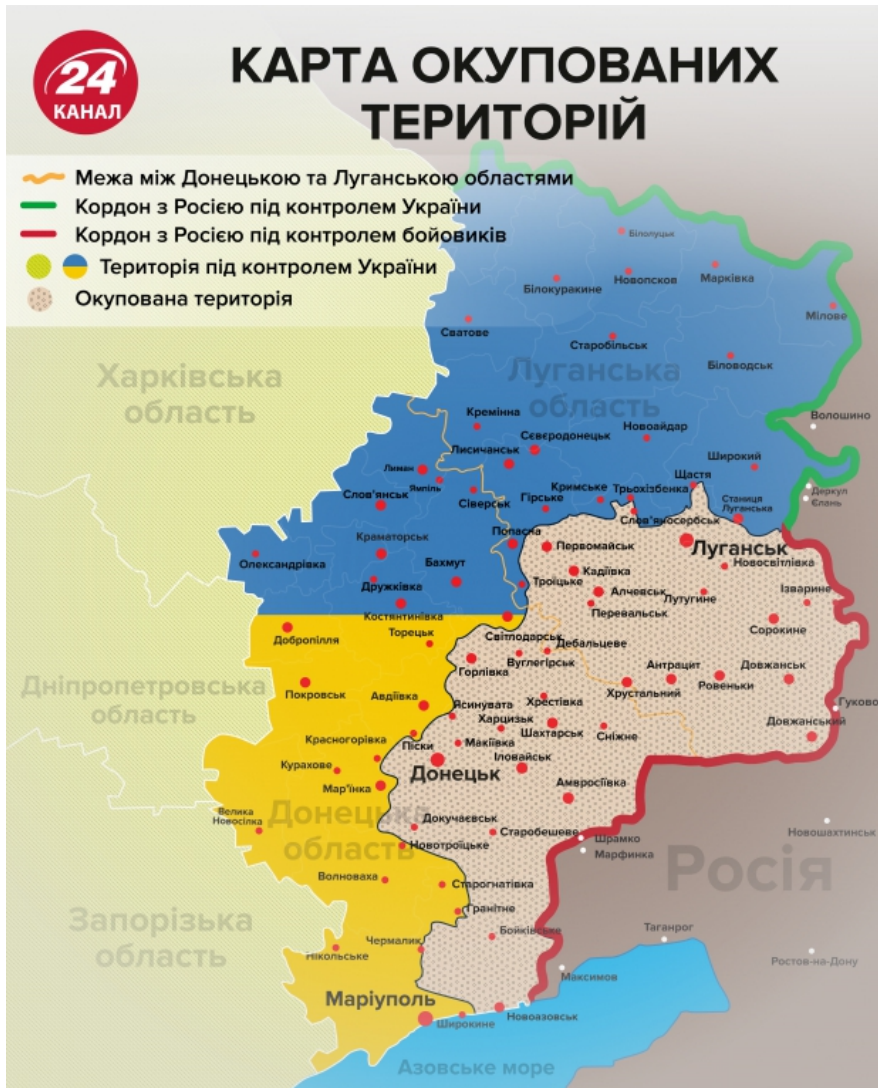 24
КАНАЛ
КАРТА ОКУПОВАНИХ
ТЕРИТОРІЙ
Межа між Донецькою та Луганською областями
Кордон з Росією під контролем України
Кордон з Росією під контролем бойовиків
Територія під контролем України
Окупована територія
Білолуцьк
Білокуракине
Новопсков
Марківка
Мілове
Сватове
Старобільськ
Біловодськ
Харківська
область
Луганська
область
Кремінна
Новоайдар
Волошино
Сєвєродонецьк
Лисичанськ
Широкий
Лиман
Ямпіль
Щастя
Слов'янськ
Сіверськ
Кримське
Трьохізбенка
Гірське
Станиця
Луганська
Деркул
Єлань
Слов'яносербськ
Попасна
Краматорськ
Первомайськ
Луганськ
Олександрівка
Бахмут
Новосвітлівка
Троїцьке
Кадіївка
Дружківка
Алчевськ
Лутугине
Ізварине
Перевальськ
Костянтинівка
Сорокине
Добропілля
Торецьк
Світлодарськ
Дебальцеве
Вуглегірськ
Горлівка
Антрацит
Довжанськ
Дніпропетровська
область
Покровськ
Авдіївка
Хрустальний
Ровеньки
Ясинувата
Хрестівка
Гуково
Харцизьк
Шахтарськ
Сніжне
Довжанський
Красногорівка
Піски
Макіївка
Іловайськ
Курахове
Донецьк
Мар'їнка
Амвросіївка
Велика
Новосілка
Донецька
область
Докучаєвськ
Старобешеве
Шрамко
Новошахтинськ
Новотроїцьке
Марфинка
Росія
Волноваха
Старогнатівка
Гранітне
Запорізька
область
Бойківське
Таганрог
Чермалик
Нікольське
Ростов-на-Дону
Максимов
Маріуполь
Широкине
Новоазовськ
Азовське море